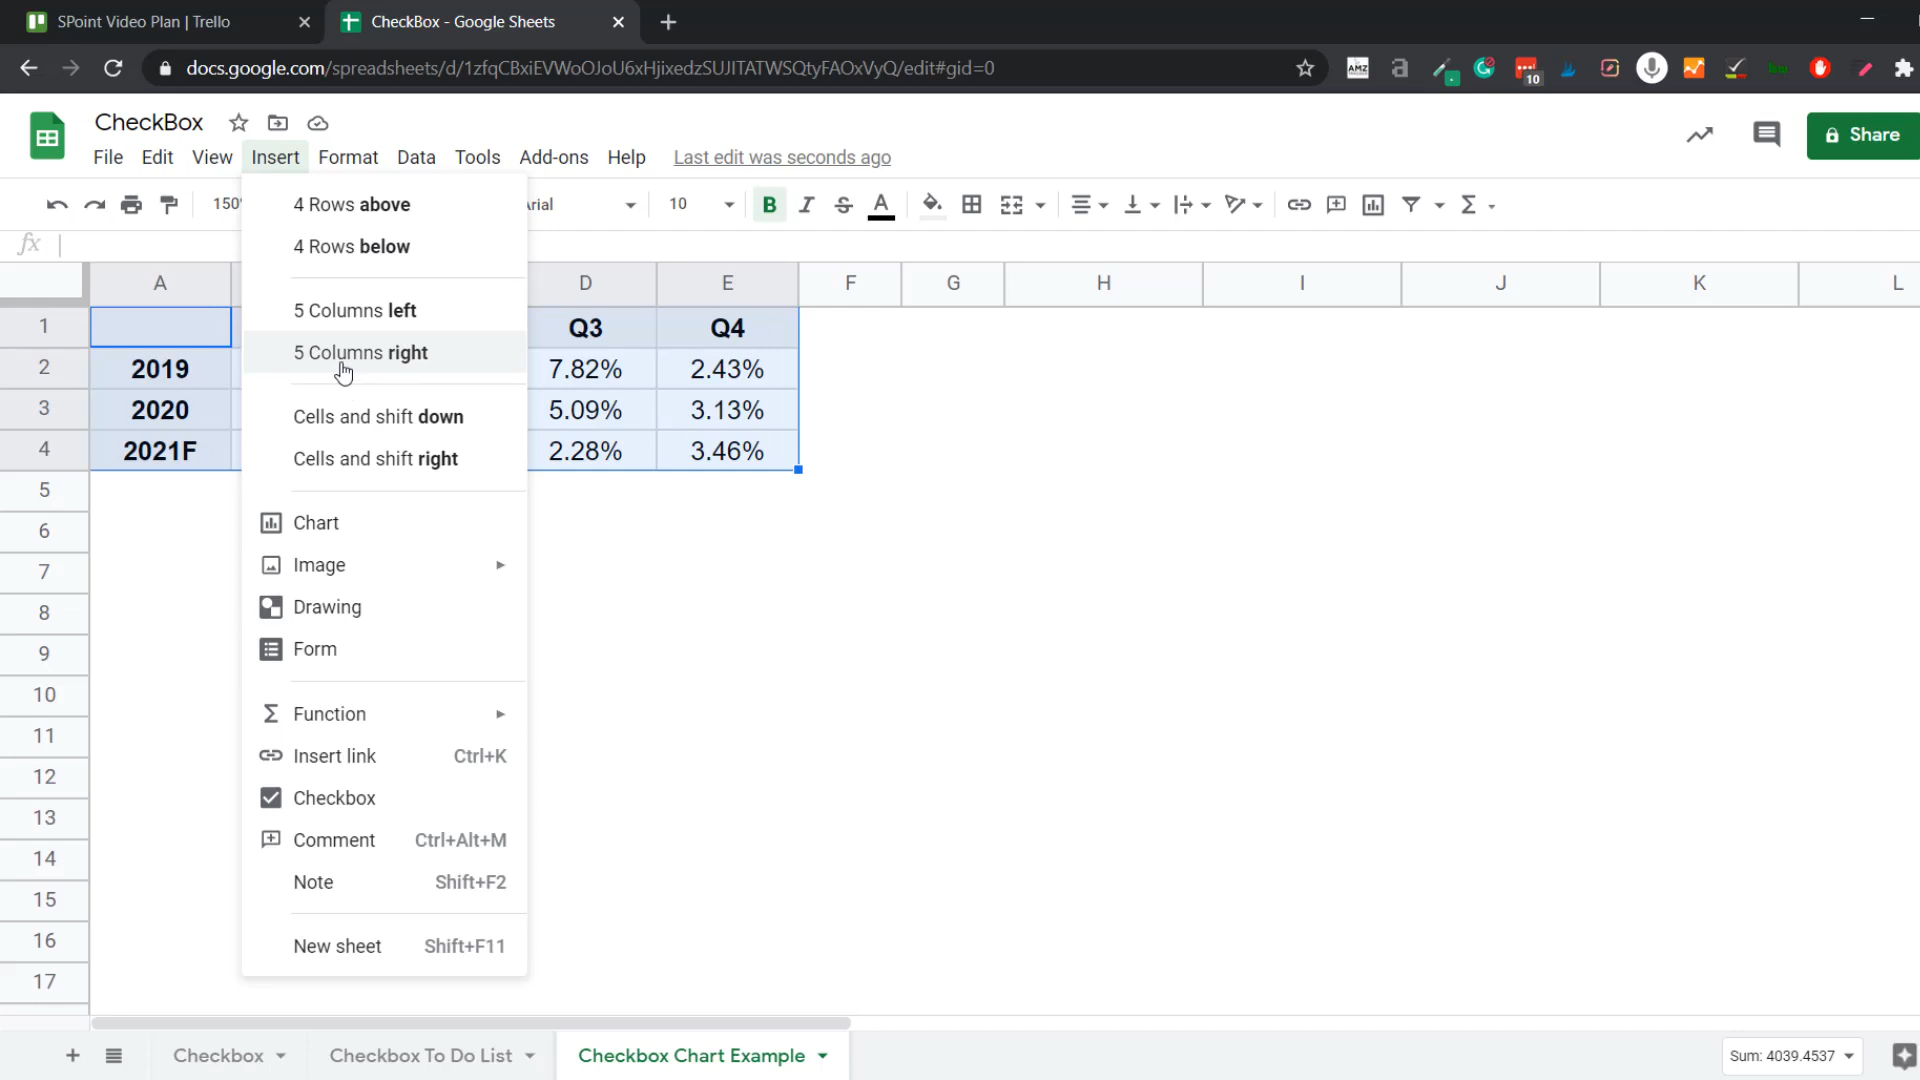 SPoint Video Plan | Trello
CheckBox - Google Sheets
docs.google.com/spreadsheets/d/1zfqCBxiEVWoOJoU6xHjixedzSUJITATWSQtyFAOxVyQ/edit#gid=0
AMZ
a
10
CheckBox
File Edit View Insert Format Data Tools Add-ons Help Last edit was seconds ago
Share
150%
Arial
10
B I S A
fx
A D E F G H I J K L
4 Rows above
4 Rows below
5 Columns left
5 Columns right
Cells and shift down
Cells and shift right
Chart
Image
Drawing
Form
Function
Insert link Ctrl+K
Checkbox
Comment Ctrl+Alt+M
Note Shift+F2
New sheet Shift+F11
1 Q3 Q4
2 2019 7.82% 2.43%
3 2020 5.09% 3.13%
4 2021F 2.28% 3.46%
5
6
7
8
9
10
11
12
13
14
15
16
17
Checkbox
Checkbox To Do List
Checkbox Chart Example
Sum: 4039.4537